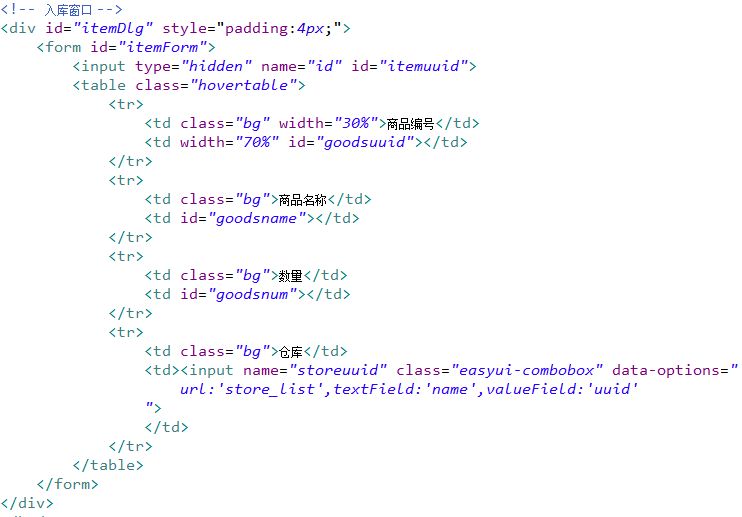 <!-- 入库窗口 -->
<div id="itemDlg" style="padding:4px;">
<form id="itemForm">
<input type="hidden" name="id" id="itemuuid">
<table class="hovertable">
<tr>
<td class="bg" width="30%">商品编号</td>
<td width="70%" id="goodsuuid"></td>
</tr>
<tr>
<td class="bg">商品名称</td>
<td id="goodsname"></td>
</tr>
<tr>
<td class="bg">数量</td>
<td id="goodsnum"></td>
</tr>
<tr>
<td class="bg">仓库</td>
<td><input name="storeuuid" class="easyui-combobox" data-options="
url:'store_list',textField:'name',valueField:'uuid'
">
</td>
</tr>
</table>
</form>
</div>